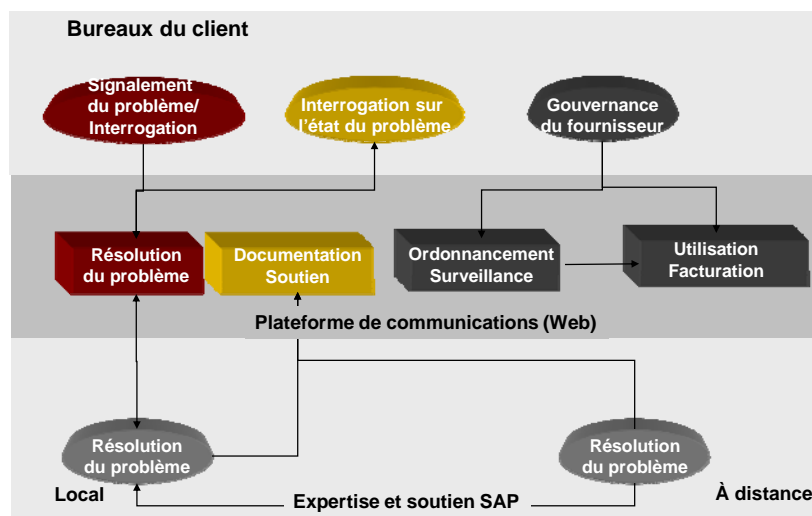 Bureaux du client
Signalement
du problème/
Interrogation
Interrogation sur
l'état du problème
Gouvernance
du fournisseur
Résolution
du problème
Documentation
Soutien
Ordonnancement
Surveillance
Utilisation
Facturation
Plateforme de communications (Web)
Résolution
du problème
Résolution
du problème
Local
Expertise et soutien SAP
À distance